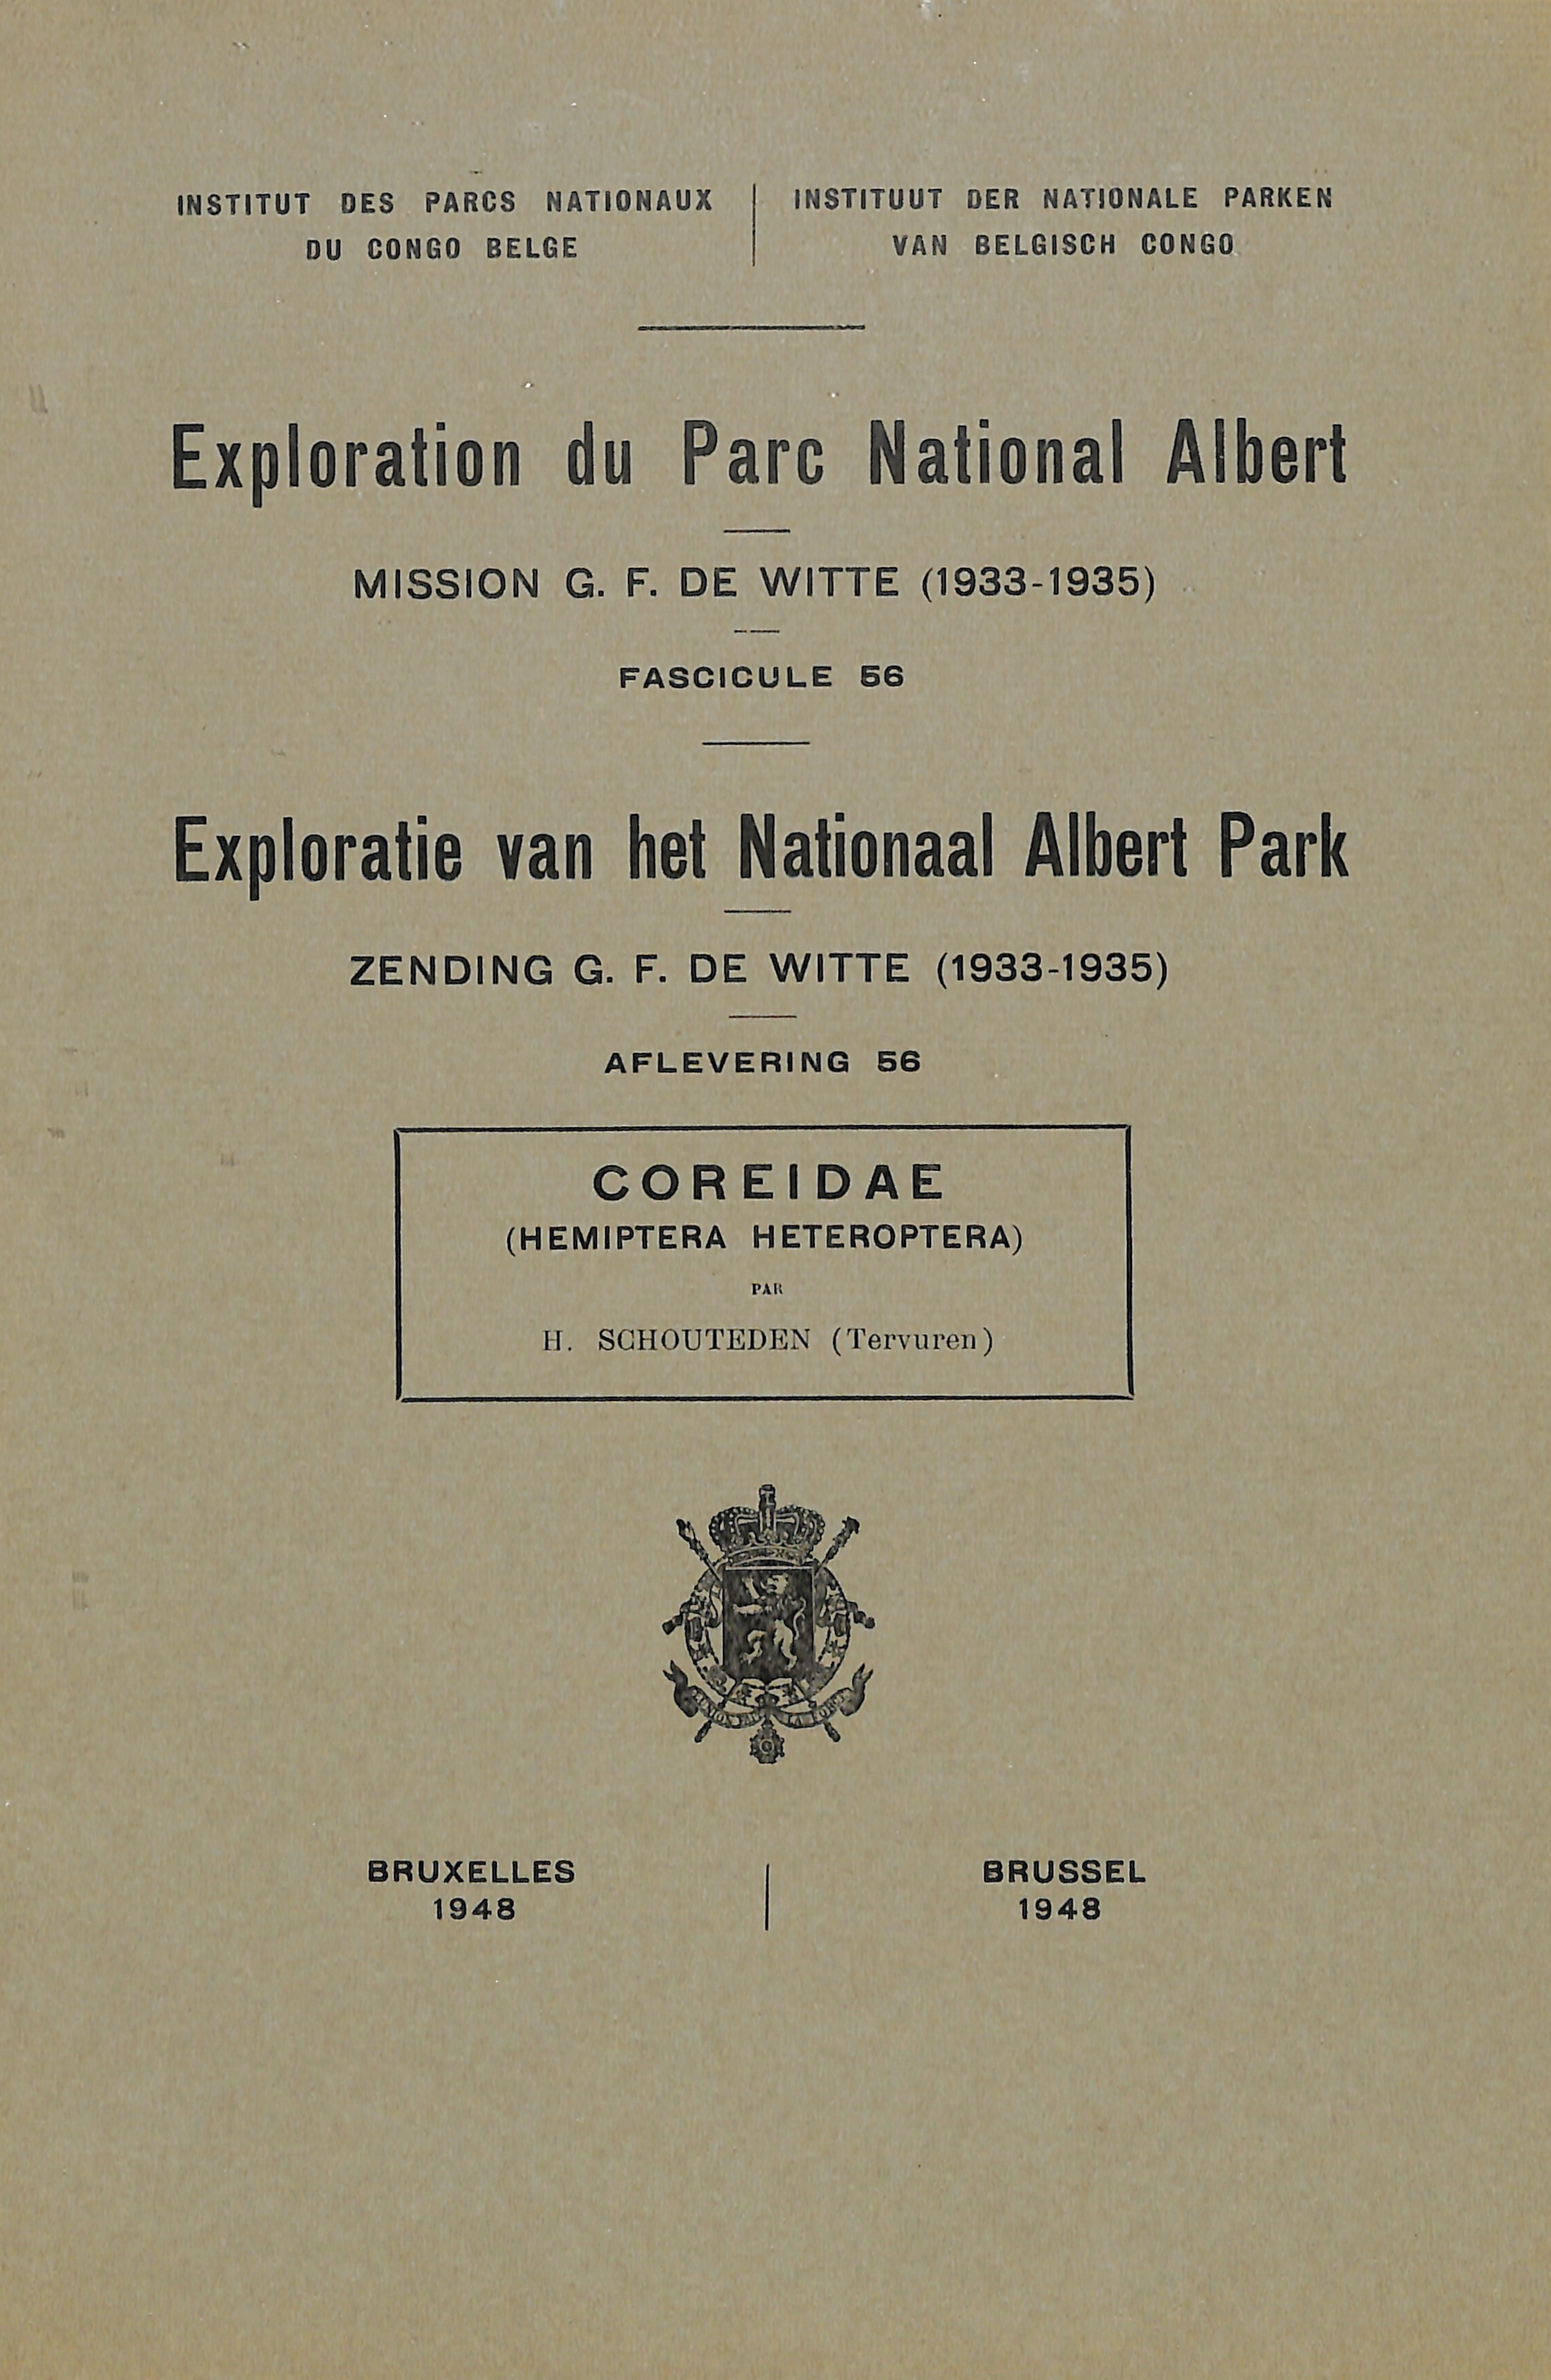 INSTITUT DES PARCS NATIONAUX
DU CONGO BELGE
INSTITUUT DER NATIONALE PARKEN
VAN BELGISCH CONGO
Exploration du Parc National Albert
MISSION G. F. DE WITTE (1933-1935)
FASCICULE 56
Exploratie van het Nationaal Albert Park
ZENDING G. F. DE WITTE (1933-1935)
AFLEVERING 56
COREIDAE
(HEMIPTERA HETEROPTERA)
PAR
H. SCHOUTEDEN (Tervuren)
BRUXELLES
1948
BRUSSEL
1948